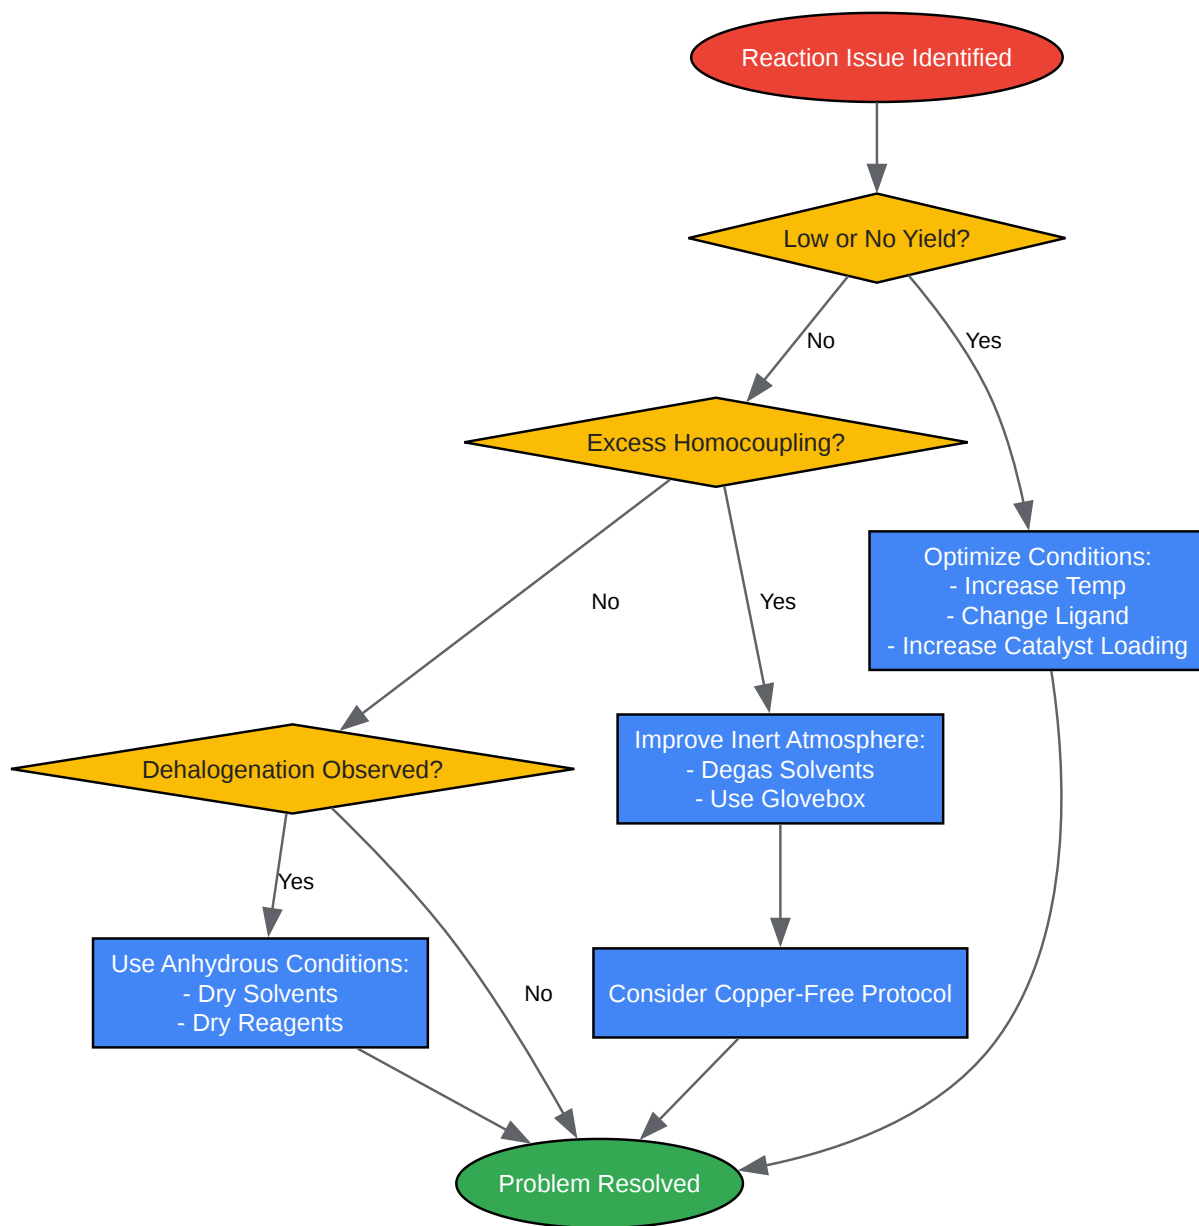 Reaction Issue Identified
Low or No Yield?
No
Yes
Excess Homocoupling?
Optimize Conditions:
- Increase Temp
- Change Ligand
- Increase Catalyst Loading
No
Yes
Improve Inert Atmosphere:
- Degas Solvents
- Use Glovebox
Dehalogenation Observed?
Yes
Use Anhydrous Conditions:
- Dry Solvents
- Dry Reagents
No
Consider Copper-Free Protocol
Problem Resolved